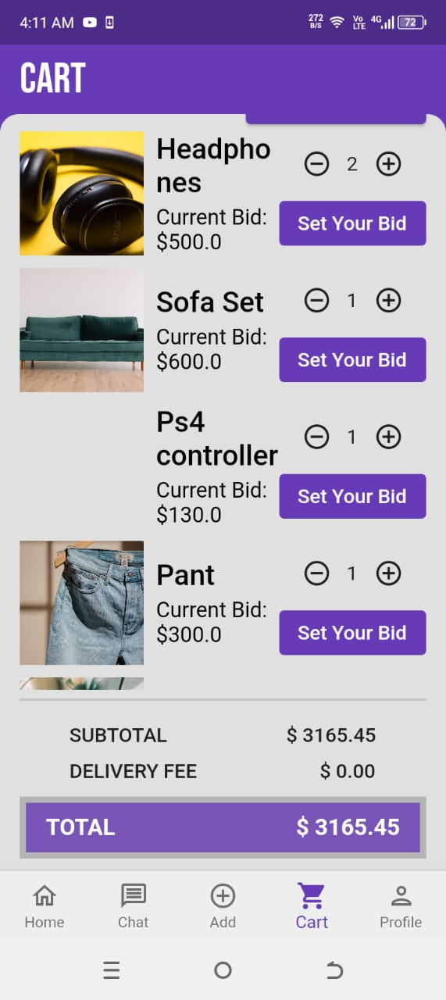 4:11 AM 272 B/S Vo LTE 4G 72
CART
Headpho
nes
2
Current Bid:
$500.0
Set Your Bid
Sofa Set
1
Current Bid:
$600.0
Set Your Bid
Ps4
controller
1
Current Bid:
$130.0
Set Your Bid
Pant
1
Current Bid:
$300.0
Set Your Bid
SUBTOTAL $ 3165.45
DELIVERY FEE $ 0.00
TOTAL $ 3165.45
Home Chat Add Cart Profile